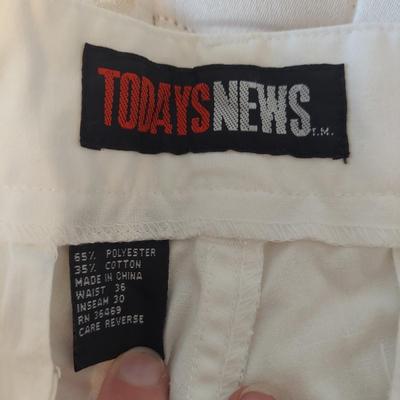 TODAYSNEWS T.M.
65% POLYESTER
35% COTTON
MADE IN CHINA
WAIST 36
INSEAM 30
RN 36469
CARE REVERSE